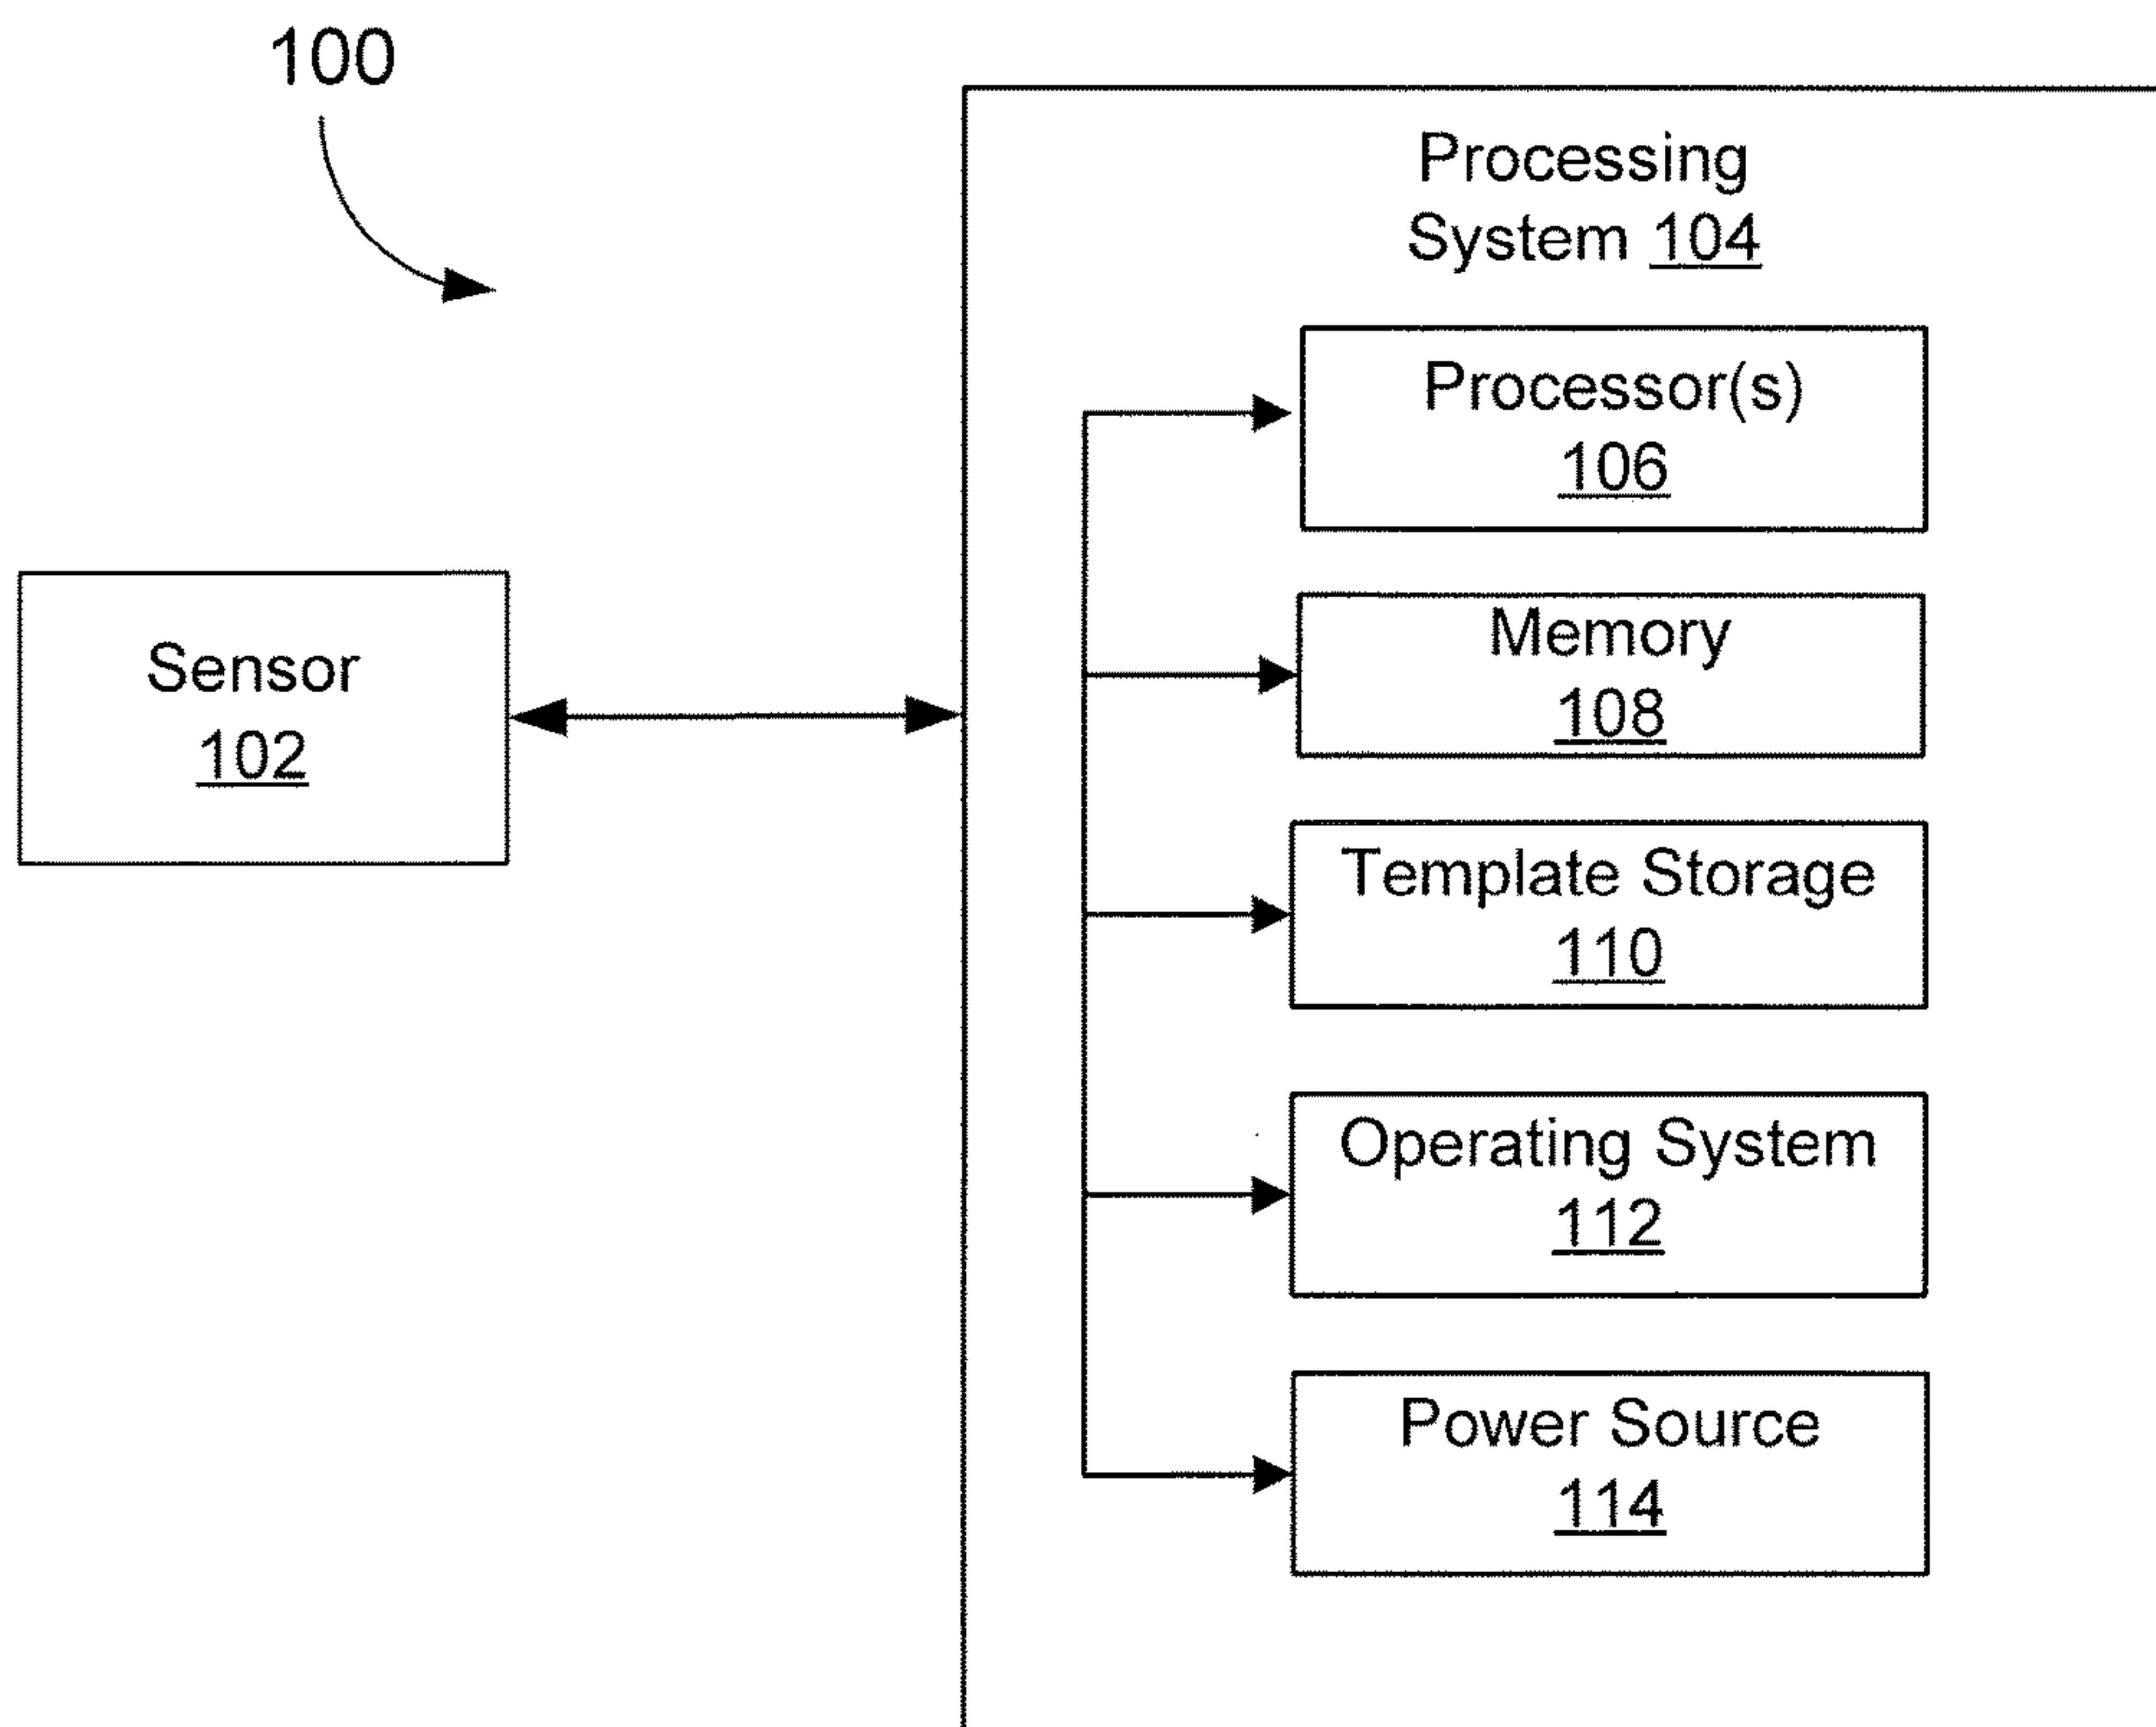 100
Processing
System 104
Processor(s)
106
Memory
108
Sensor
102
Template Storage
110
Operating System
112
Power Source
114